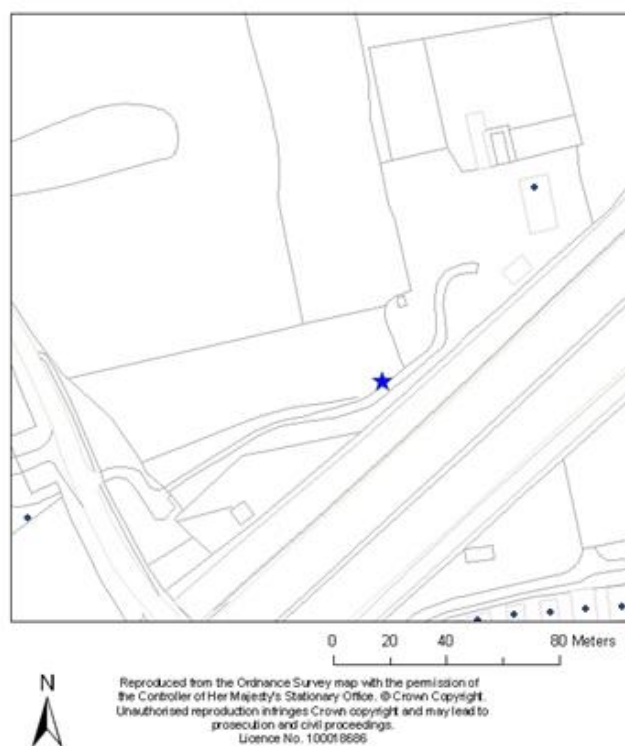 0 20 40 80 Meters
N
Reproduced from the Ordnance Survey map with the permission of
the Controller of Her Majesty's Stationary Office. © Crown Copyright.
Unauthorised reproduction infringes Crown copyright and may lead to
prosecution and civil proceedings.
Licence No. 100018686